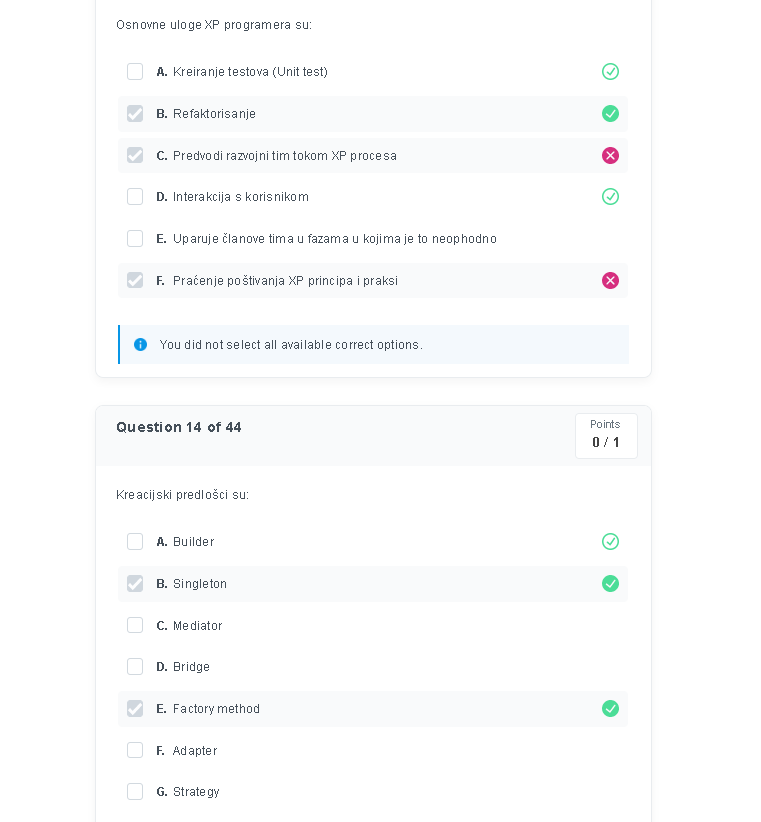 Osnovne uloge XP programera su:
A. Kreiranje testova (Unit test)
B. Refaktorisanje
C. Predvodi razvojni tim tokom XP procesa
D. Interakcija s korisnikom
E. Uparuje članove tima u fazama u kojima je to neophodno
F. Praćenje poštivanja XP principa i praksi
You did not select all available correct options.
Question 14 of 44
Points
0 / 1
Kreacijski predlošci su:
A. Builder
B. Singleton
C. Mediator
D. Bridge
E. Factory method
F. Adapter
G. Strategy